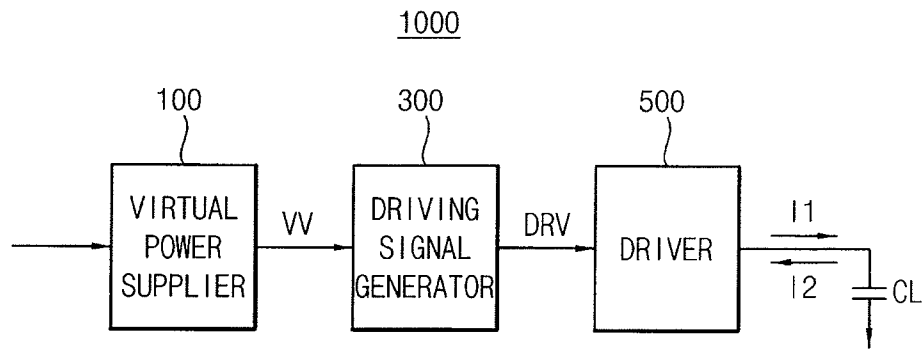 1000
100
300
500
VIRTUAL
POWER
SUPPLIER
VV
DRIVING
SIGNAL
GENERATOR
DRV
DRIVER
I1
I2
CL